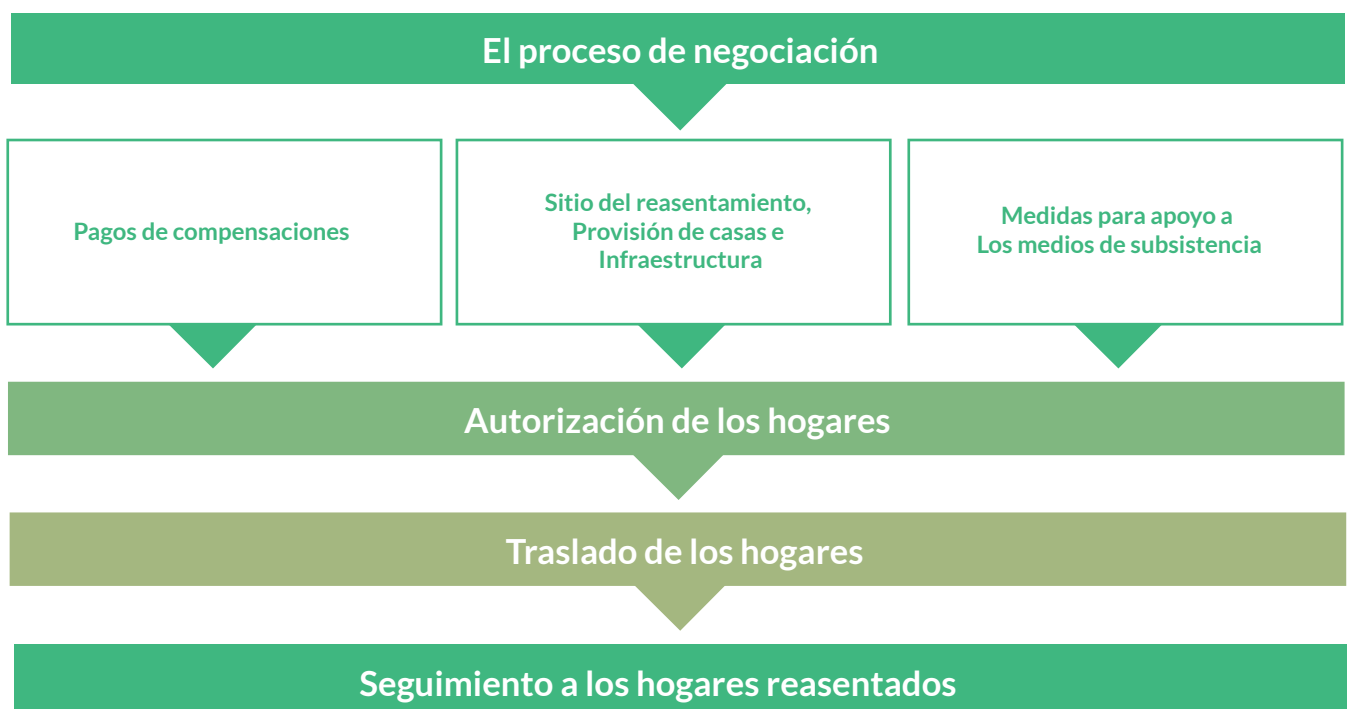 El proceso de negociación
Pagos de compensaciones
Sitio del reasentamiento,
Provisión de casas e
Infraestructura
Medidas para apoyo a
Los medios de subsistencia
Autorización de los hogares
Traslado de los hogares
Seguimiento a los hogares reasentados